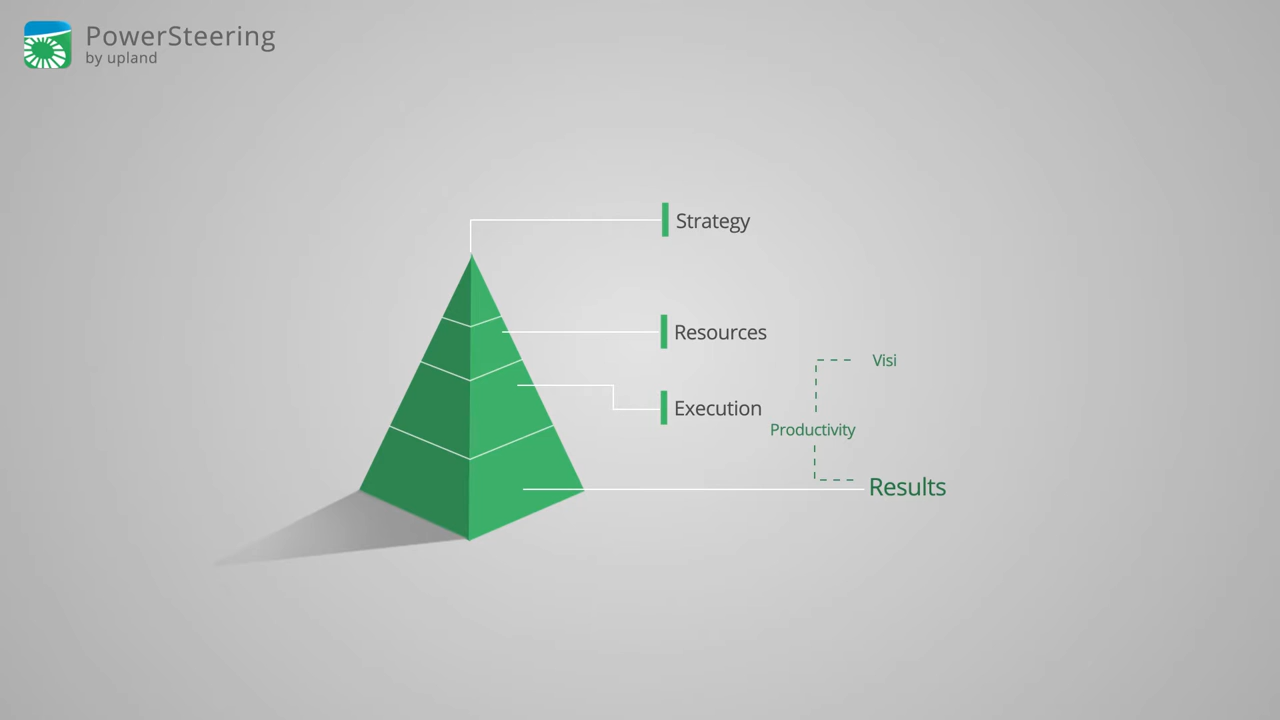 PowerSteering
by upland
Strategy
Resources
Execution
Visi
Productivity
Results